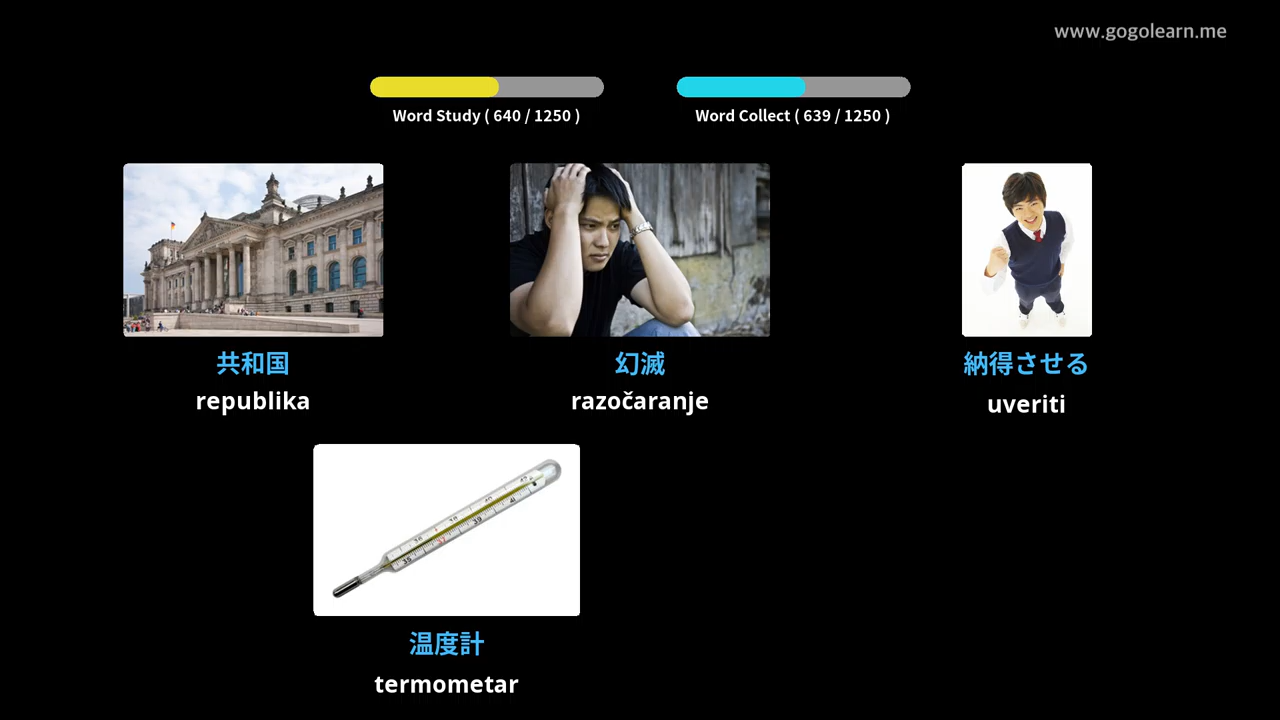 www.gogolearn.me
Word Study ( 640 / 1250 )
Word Collect ( 639 / 1250 )
共和国
republika
幻滅
razočaranje
納得させる
uveriti
温度計
termometar